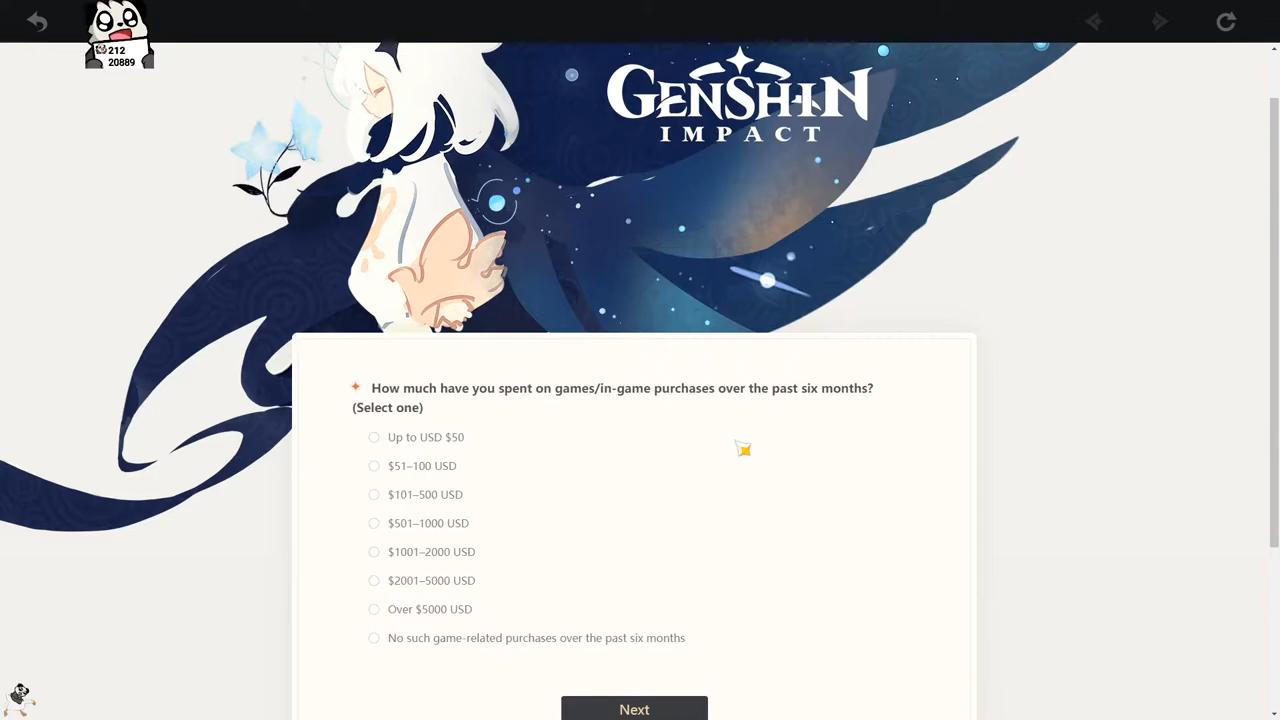 212
20889
GENSHIN
IMPACT
How much have you spent on games/in-game purchases over the past six months?
(Select one)
Up to USD $50
$51–100 USD
$101–500 USD
$501–1000 USD
$1001–2000 USD
$2001–5000 USD
Over $5000 USD
No such game-related purchases over the past six months
Next